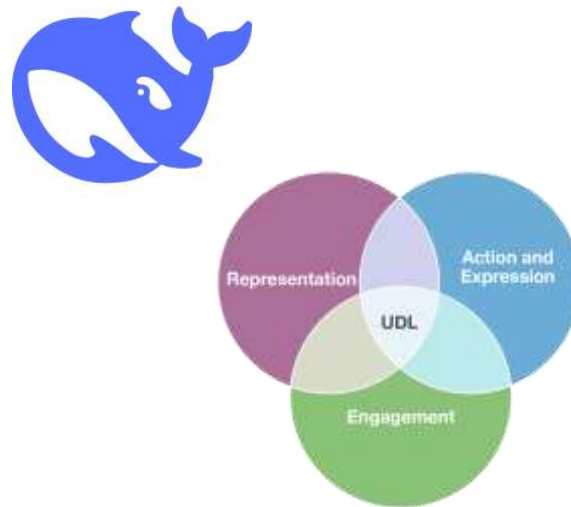 Representation
Action and
Expression
UDL
Engagement